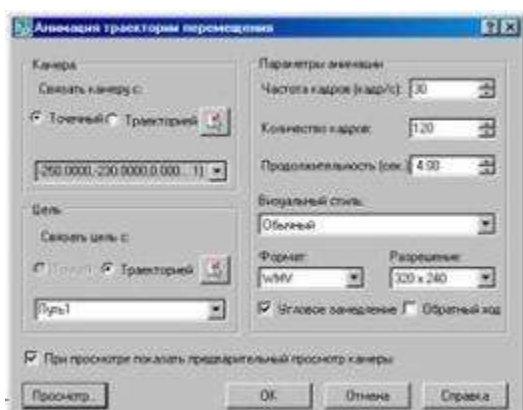 Анимация траектории перемещения
Камера
Связать камеру с:
Точечный Траекторией
Цель
Связать цель с:
Траекторией
Путь1
Параметры анимации
Частота кадров (кадр/с): 30
Количество кадров: 120
Продолжительность (сек.) 4.00
Визуальный стиль:
Обычный
Формат: Разрешение:
WMV 320 x 240
Угловое замедление Обратный ход
При просмотре показать предварительный просмотр камеры
Просмотр... OK Отмена Справка